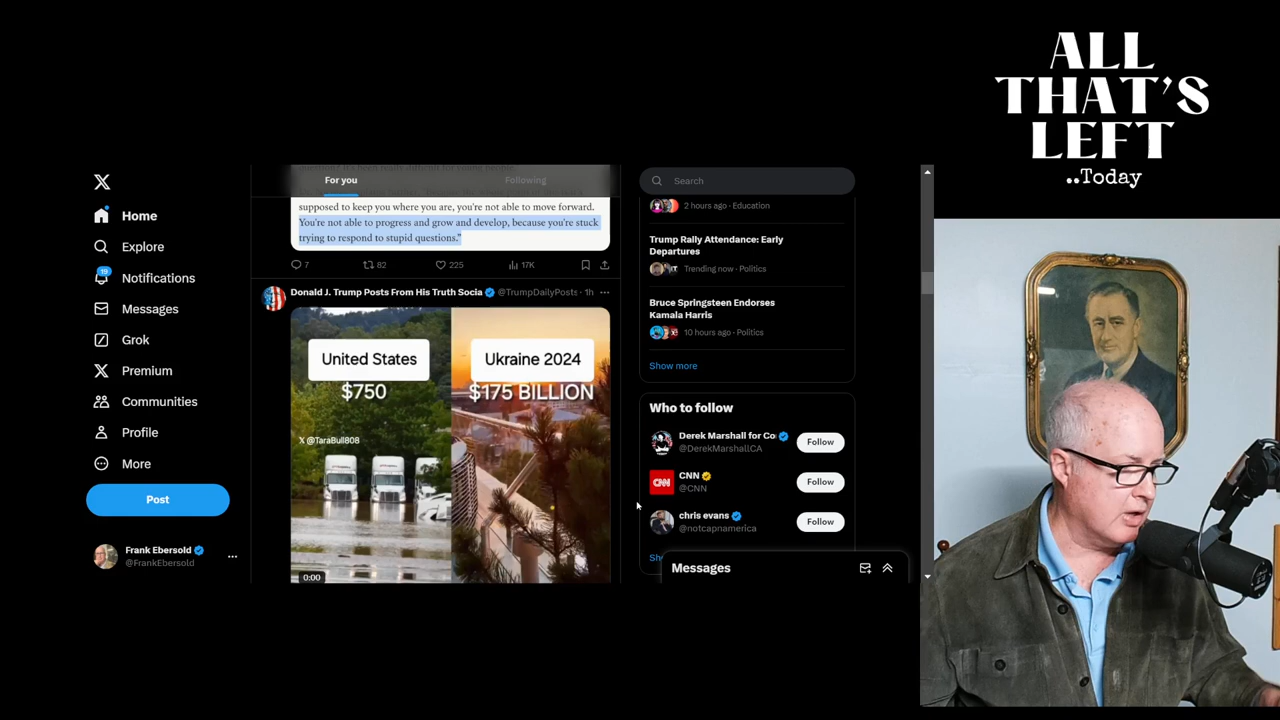 ALL
THAT'S
LEFT
..Today
For you
Following
Search
Home
Explore
19
Notifications
Messages
Grok
Premium
Communities
Profile
More
Post
Frank Ebersold
@FrankEbersold
supposed to keep you where you are, you're not able to move forward.
You're not able to progress and grow and develop, because you're stuck
trying to respond to stupid questions."
7
82
225
17K
Donald J. Trump Posts From His Truth Socia @TrumpDailyPosts · 1h
United States
$750
Ukraine 2024
$175 BILLION
X @TaraBull808
0:00
2 hours ago · Education
Trump Rally Attendance: Early
Departures
Trending now · Politics
Bruce Springsteen Endorses
Kamala Harris
10 hours ago · Politics
Show more
Who to follow
Derek Marshall for Co
@DerekMarshallCA
Follow
CNN
CNN
@CNN
Follow
chris evans
@notcapnamerica
Follow
Sh
Messages